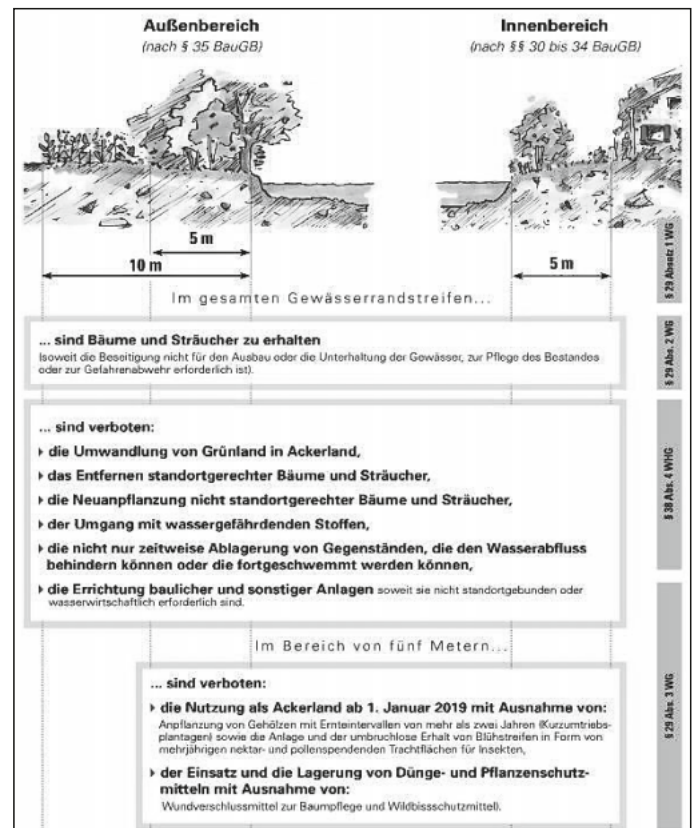 Außenbereich
(nach § 35 BauGB)
Innenbereich
(nach §§ 30 bis 34 BauGB)
5 m
10 m
5 m
§ 29 Absatz 1 WG
Im gesamten Gewässerrandstreifen...
... sind Bäume und Sträucher zu erhalten
(soweit die Beseitigung nicht für den Ausbau oder die Unterhaltung der Gewässer, zur Pflege des Bestandes
oder zur Gefahrenabwehr erforderlich ist).
§ 29 Abs. 2 WG
... sind verboten:
die Umwandlung von Grünland in Ackerland,
das Entfernen standortgerechter Bäume und Sträucher,
die Neuanpflanzung nicht standortgerechter Bäume und Sträucher,
der Umgang mit wassergefährdenden Stoffen,
die nicht nur zeitweise Ablagerung von Gegenständen, die den Wasserabfluss
behindern können oder die fortgeschwemmt werden können,
die Errichtung baulicher und sonstiger Anlagen soweit sie nicht standortgebunden oder
wasserwirtschaftlich erforderlich sind.
§ 38 Abs. 4 WHG
Im Bereich von fünf Metern...
... sind verboten:
die Nutzung als Ackerland ab 1. Januar 2019 mit Ausnahme von:
Anpflanzung von Gehölzen mit Ernteintervallen von mehr als zwei Jahren (Kurzumtriebs-
plantagen) sowie die Anlage und der umbruchlose Erhalt von Blühstreifen in Form von
mehrjährigen nektar- und pollenspendenden Trachtflächen für Insekten,
der Einsatz und die Lagerung von Dünge- und Pflanzenschutz-
mitteln mit Ausnahme von:
Wundverschlussmittel zur Baumpflege und Wildbissschutzmittel).
§ 29 Abs. 3 WG